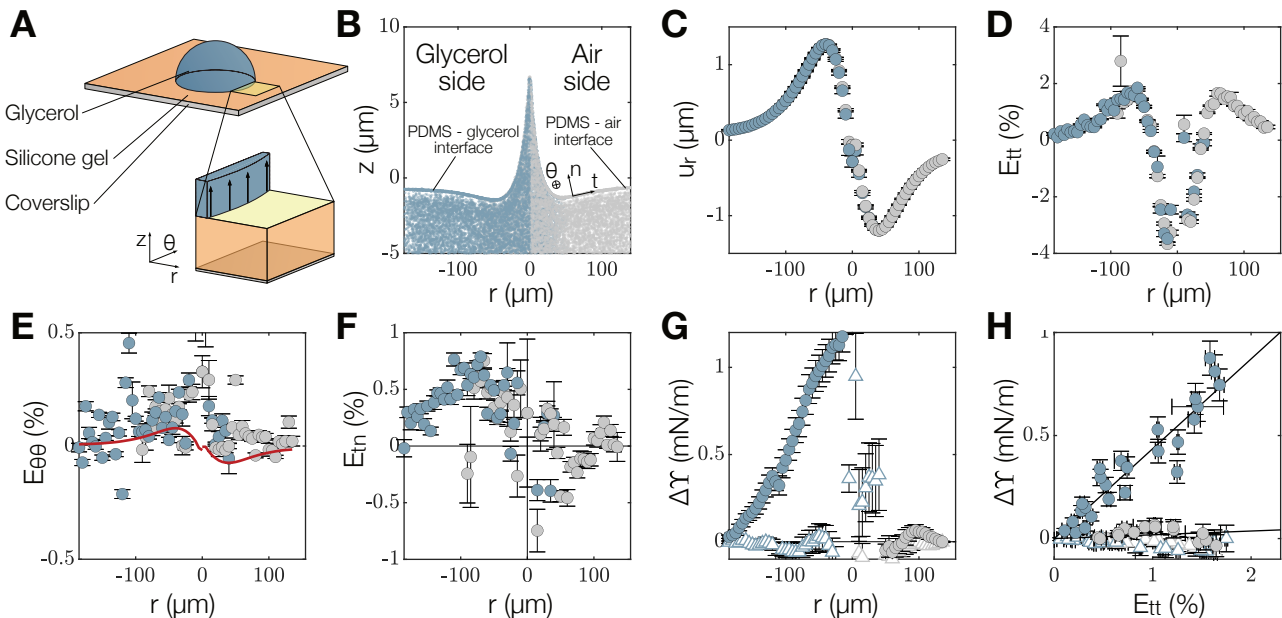 A
Glycerol
Silicone gel
Coverslip
z
θ
r
B
Glycerol
side
Air
side
PDMS - glycerol
interface
PDMS - air
interface
θ
n
t
z (μm)
10
5
0
-5
-100
0
100
r (μm)
C
u_r (μm)
1
0
-1
-100
0
100
r (μm)
D
E_tt (%)
4
2
0
-2
-4
-100
0
100
r (μm)
E
E_θθ (%)
0.5
0
-0.5
-100
0
100
r (μm)
F
E_tn (%)
1
0.5
0
-0.5
-1
-100
0
100
r (μm)
G
ΔΥ (mN/m)
1
0.5
0
-100
0
100
r (μm)
H
ΔΥ (mN/m)
1
0.5
0
0
1
2
E_tt (%)